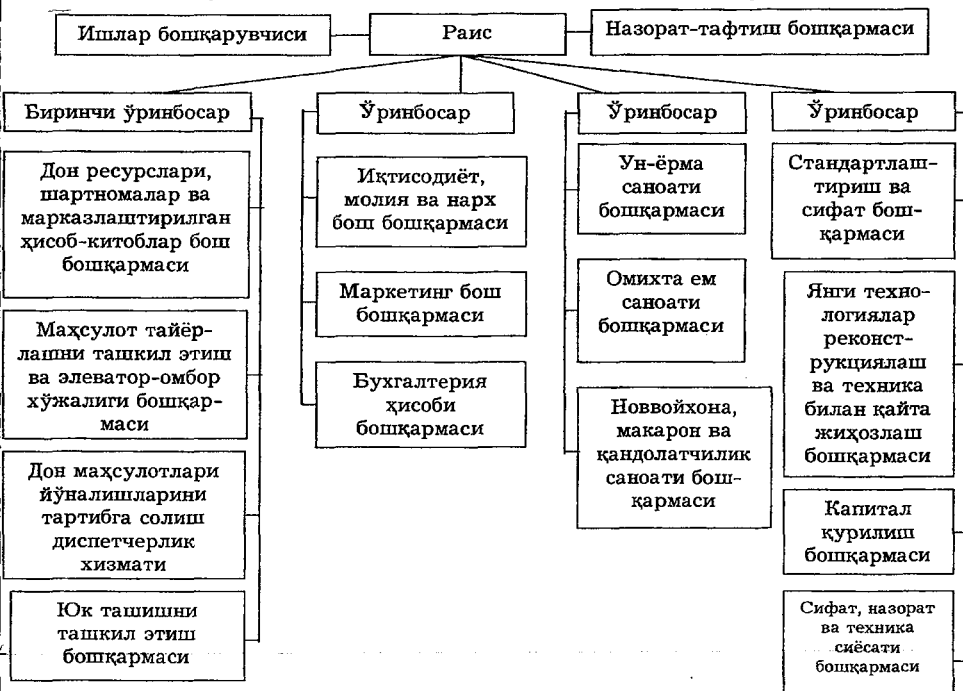 Ишлар бошқарувчиси
Раис
Назорат-тафтиш бошқармаси
Биринчи ўринбосар
Дон ресурслари,
шартномалар ва
марказлаштирилган
ҳисоб-китоблар бош
бошқармаси
Маҳсулот тайёр-
лашни ташкил этиш
ва элеватор-омбор
хўжалиги бошқар-
маси
Дон маҳсулотлари
йўналишларини
тартибга солиш
диспетчерлик
хизмати
Юк ташишни
ташкил этиш
бошқармаси
Ўринбосар
Иқтисодиёт,
молия ва нарх
бош бошқармаси
Маркетинг бош
бошқармаси
Бухгалтерия
ҳисоби
бошқармаси
Ўринбосар
Ун-ёрма
саноати
бошқармаси
Омихта ем
саноати
бошқармаси
Новвойхона,
макарон ва
қандолатчилик
саноати бош-
қармаси
Ўринбосар
Стандартлаш-
тириш ва
сифат бош-
қармаси
Янги техно-
логиялар
реконст-
рукциялаш
ва техника
билан қайта
жиҳозлаш
бошқармаси
Капитал
қурилиш
бошқармаси
Сифат, назорат
ва техника
сиёсати
бошқармаси